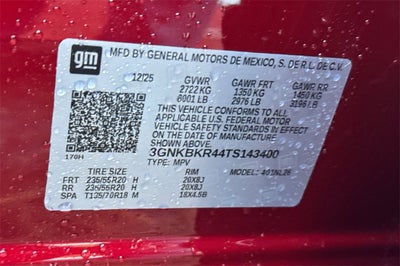 gm
MFD BY GENERAL MOTORS DE MEXICO, S. DE R.L. DE C.V.
12/25 GVWR GAWR FRT GAWR RR
2722 KG 1350 KG 1450 KG
6001 LB 2976 LB 3196 LB
THIS VEHICLE CONFORMS TO ALL
APPLICABLE U.S. FEDERAL MOTOR
VEHICLE SAFETY STANDARDS IN EFFECT
ON THE DATE OF MANUFACTURE SHOWN ABOVE.
170H 3GNKBKR44TS143400
TYPE: MPV MODEL:
TIRE SIZE RIM
FRT 235/55R20 H 20X8J
RR 235/55R20 H 20X8J
SPA T135/70R18 M 18X4.5B